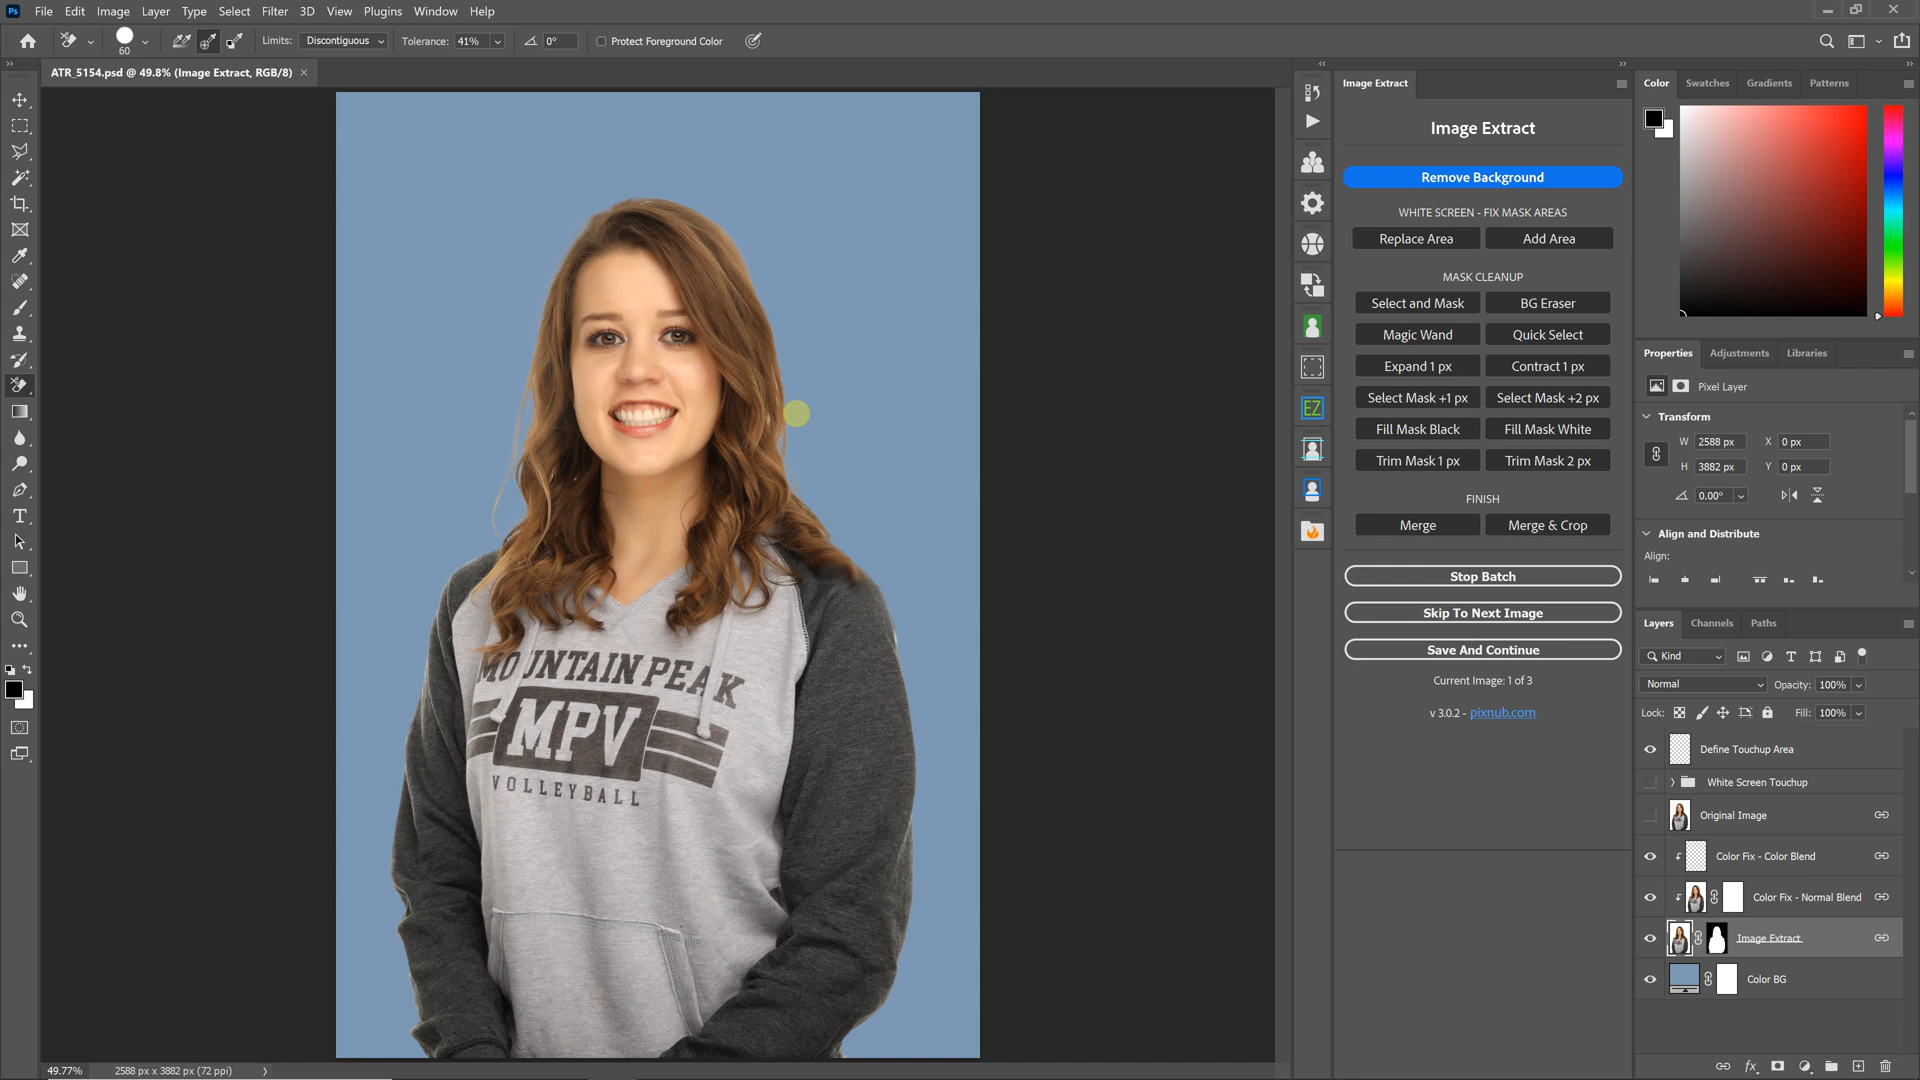 Ps File Edit Image Layer Type Select Filter 3D View Plugins Window Help
60 Limits: Discontiguous Tolerance: 41% 0° Protect Foreground Color
ATR_5154.psd @ 49.8% (Image Extract, RGB/8) ×
MOUNTAIN PEAK
MPV
VOLLEYBALL
49.77% 2588 px x 3882 px (72 ppi)
EZ
Image Extract
Image Extract
Remove Background
WHITE SCREEN - FIX MASK AREAS
Replace Area Add Area
MASK CLEANUP
Select and Mask BG Eraser
Magic Wand Quick Select
Expand 1 px Contract 1 px
Select Mask +1 px Select Mask +2 px
Fill Mask Black Fill Mask White
Trim Mask 1 px Trim Mask 2 px
FINISH
Merge Merge & Crop
Stop Batch
Skip To Next Image
Save And Continue
Current Image: 1 of 3
v 3.0.2 - pixnub.com
Color Swatches Gradients Patterns
Properties Adjustments Libraries
Pixel Layer
Transform
W 2588 px X 0 px
H 3882 px Y 0 px
0.00°
Align and Distribute
Align:
Layers Channels Paths
Kind
Normal Opacity: 100%
Lock: Fill: 100%
Define Touchup Area
White Screen Touchup
Original Image
Color Fix - Color Blend
Color Fix - Normal Blend
Image Extract
Color BG
fx